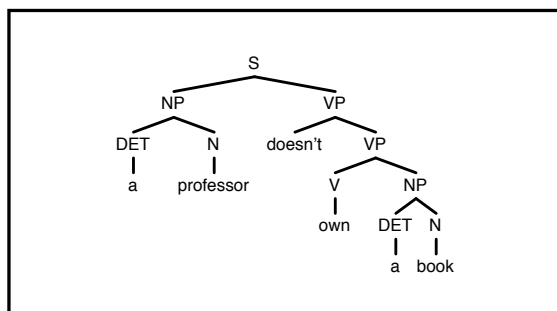 S
NP VP
DET N doesn't VP
a professor V NP
own DET N
a book